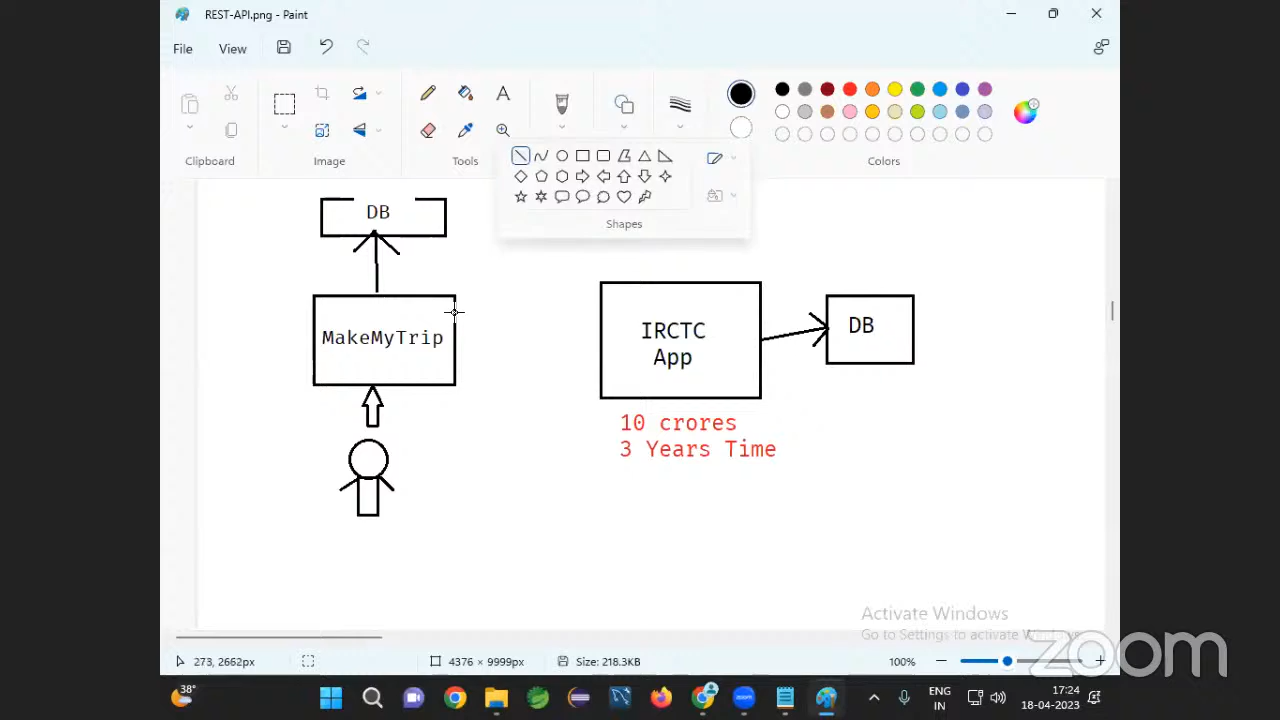 REST-API.png - Paint
File View
Clipboard Image Tools Colors
Shapes
DB
MakeMyTrip
IRCTC
App
DB
10 crores
3 Years Time
Activate Windows
Go to Settings to activate Windows.
zoom
273, 2662px 4376 × 9999px Size: 218.3KB 100%
38°
zoom
ENG
IN
17:24
18-04-2023